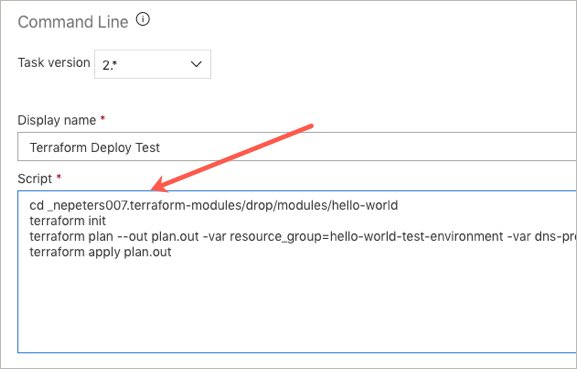 Command Line
Task version 2.*
Display name *
Terraform Deploy Test
Script *
cd _nepeters007.terraform-modules/drop/modules/hello-world
terraform init
terraform plan --out plan.out -var resource_group=hello-world-test-environment -var dns-pre
terraform apply plan.out